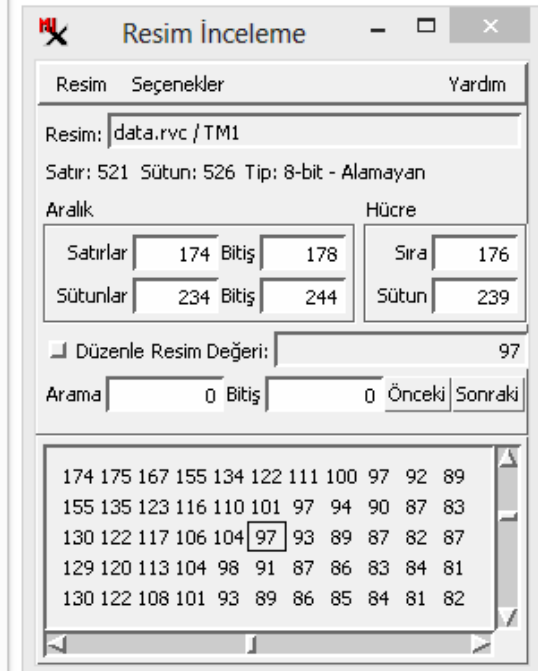 Resim İnceleme
Resim Seçenekler Yardım
Resim: data.rvc / TM1
Satır: 521 Sütun: 526 Tip: 8-bit - Alamayan
Aralık Hücre
Satırlar 174 Bitiş 178 Sıra 176
Sütunlar 234 Bitiş 244 Sütun 239
Düzenle Resim Değeri: 97
Arama 0 Bitiş 0 Önceki Sonraki
174 175 167 155 134 122 111 100 97 92 89
155 135 123 116 110 101 97 94 90 87 83
130 122 117 106 104 97 93 89 87 82 87
129 120 113 104 98 91 87 86 83 84 81
130 122 108 101 93 89 86 85 84 81 82